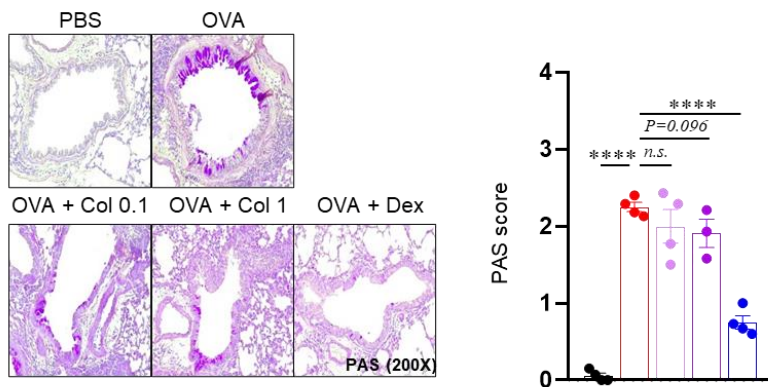 PBS
OVA
OVA + Col 0.1
OVA + Col 1
OVA + Dex
PAS (200X)
PAS score
4
3
2
1
0
****
P=0.096
**** n.s.